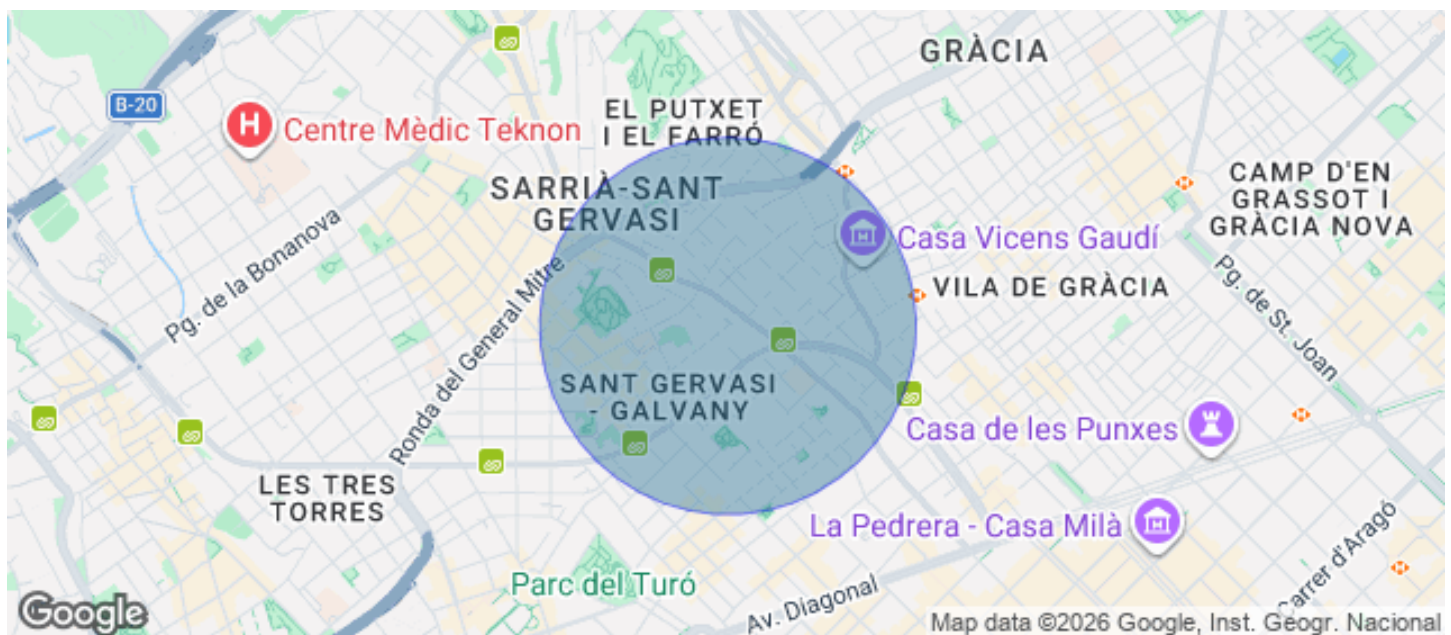 GRÀCIA
B-20
H
Centre Mèdic Teknon
EL PUTXET
I EL FARRÓ
SARRIÀ-SANT
GERVASI
CAMP D'EN
GRASSOT I
GRÀCIA NOVA
Casa Vicens Gaudí
Pg. de la Bonanova
Ronda del General Mitre
VILA DE GRÀCIA
Pg. de St. Joan
SANT GERVASI
- GALVANY
Casa de les Punxes
LES TRES
TORRES
La Pedrera - Casa Milà
Carrer d'Aragó
Parc del Turó
Av. Diagonal
Google
Map data ©2026 Google, Inst. Geogr. Nacional